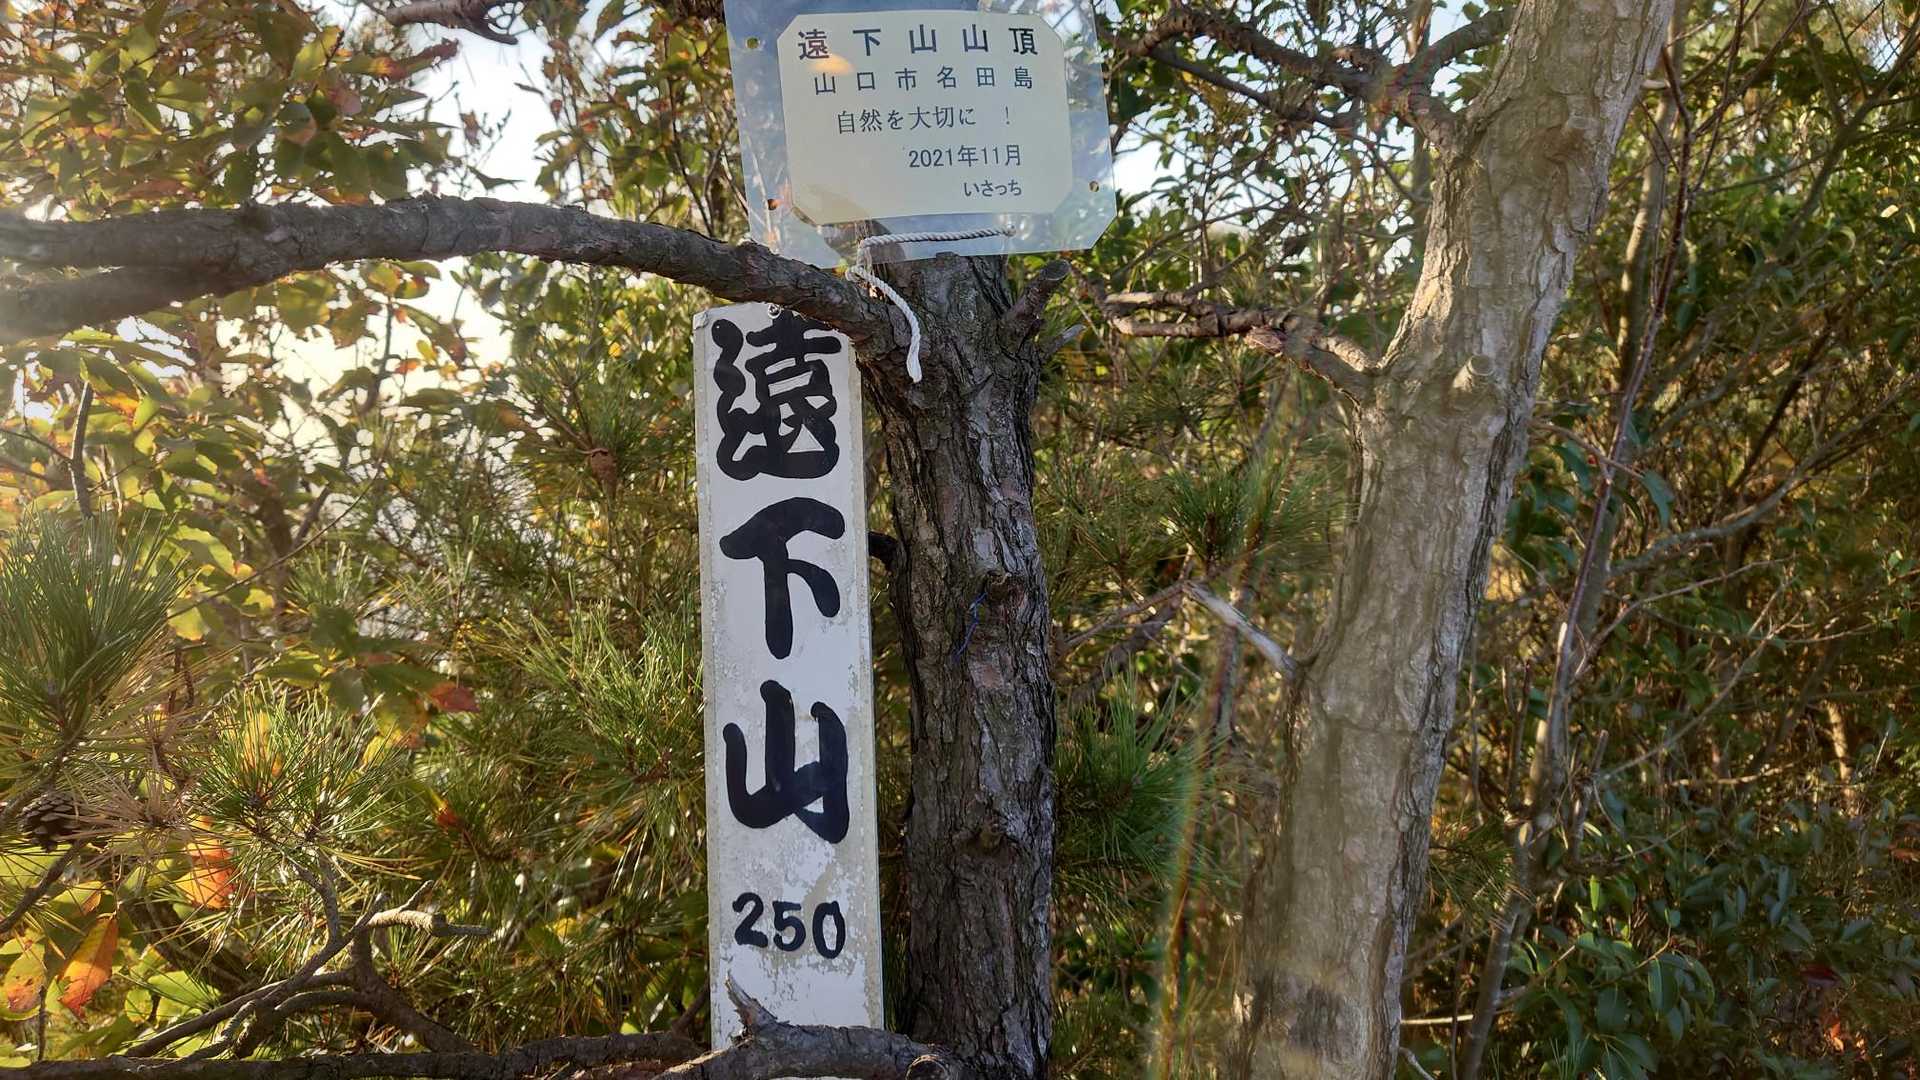 遠下山山頂
山口市名田島
自然を大切に !
2021年11月
いさっち
遠下山
250